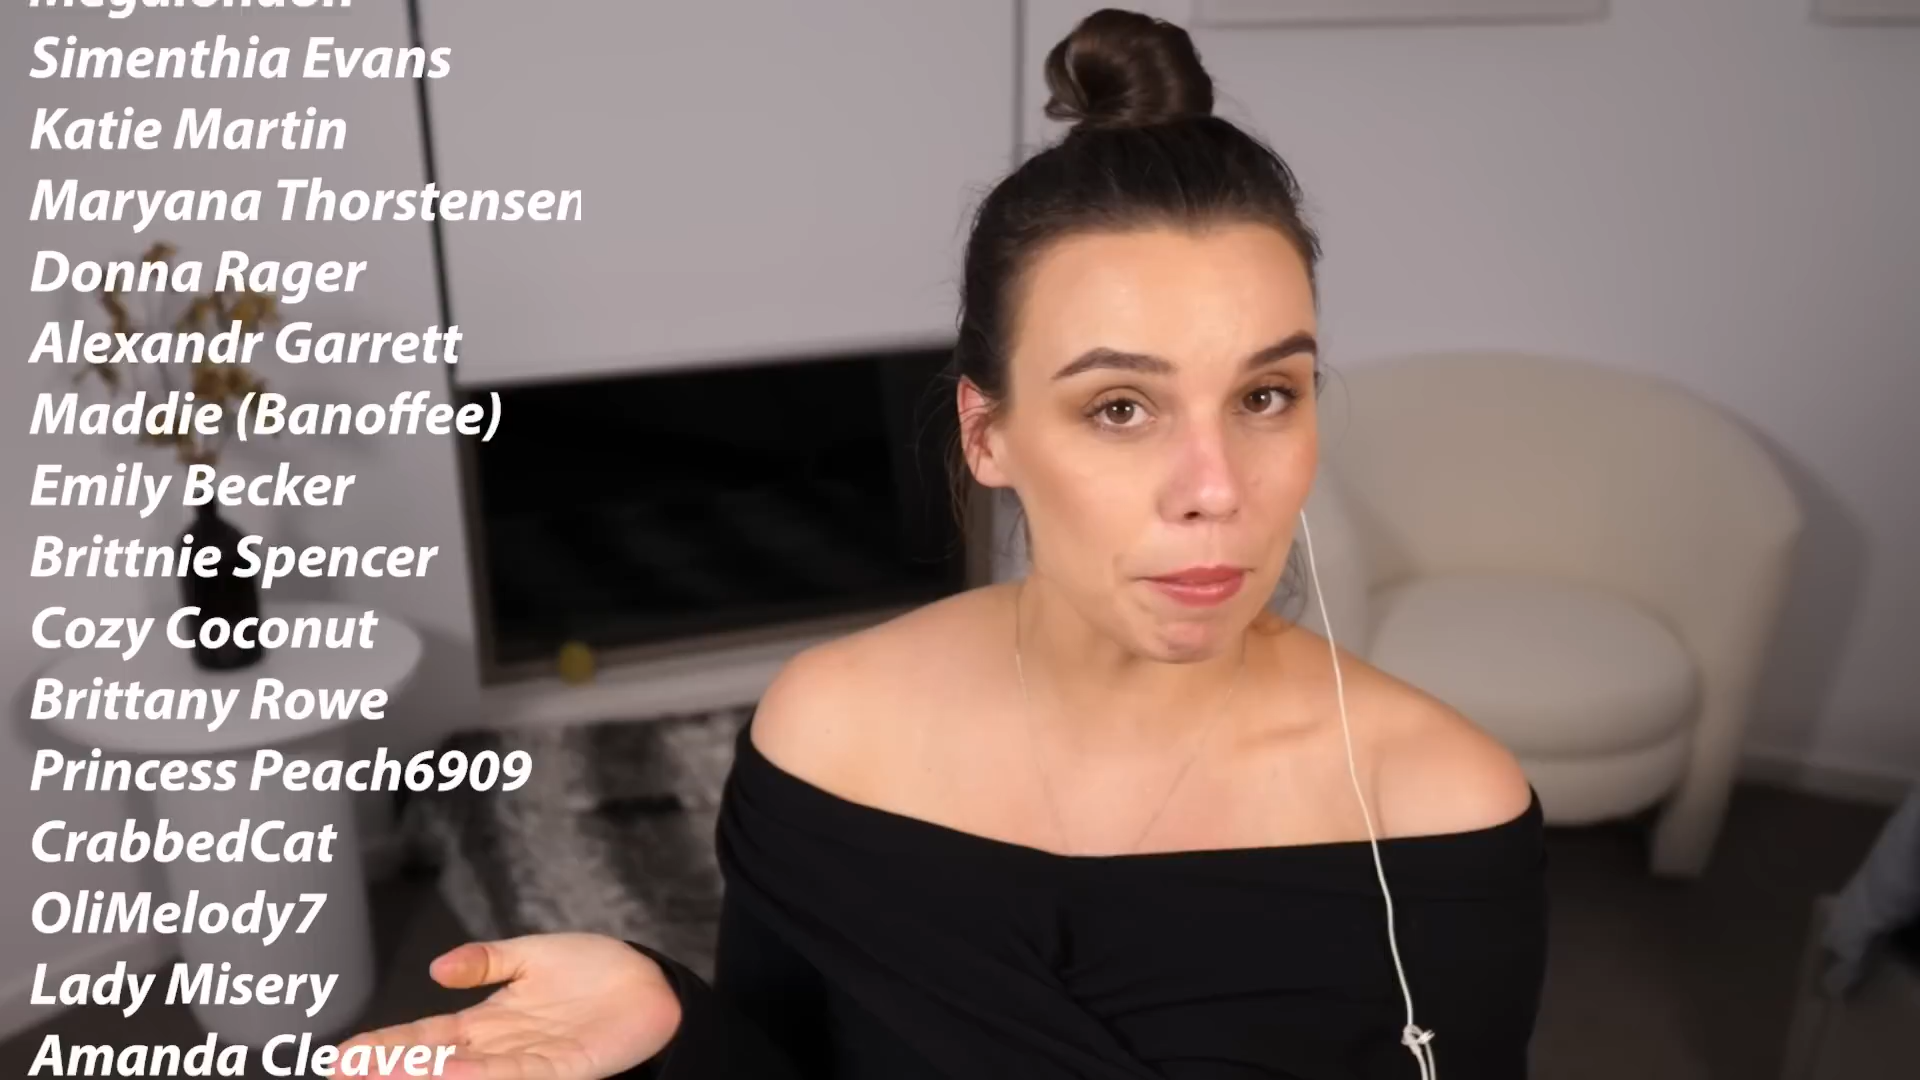 Simenthia Evans
Katie Martin
Maryana Thorstensen
Donna Rager
Alexandr Garrett
Maddie (Banoffee)
Emily Becker
Brittnie Spencer
Cozy Coconut
Brittany Rowe
Princess Peach6909
CrabbedCat
OliMelody7
Lady Misery
Amanda Cleaver